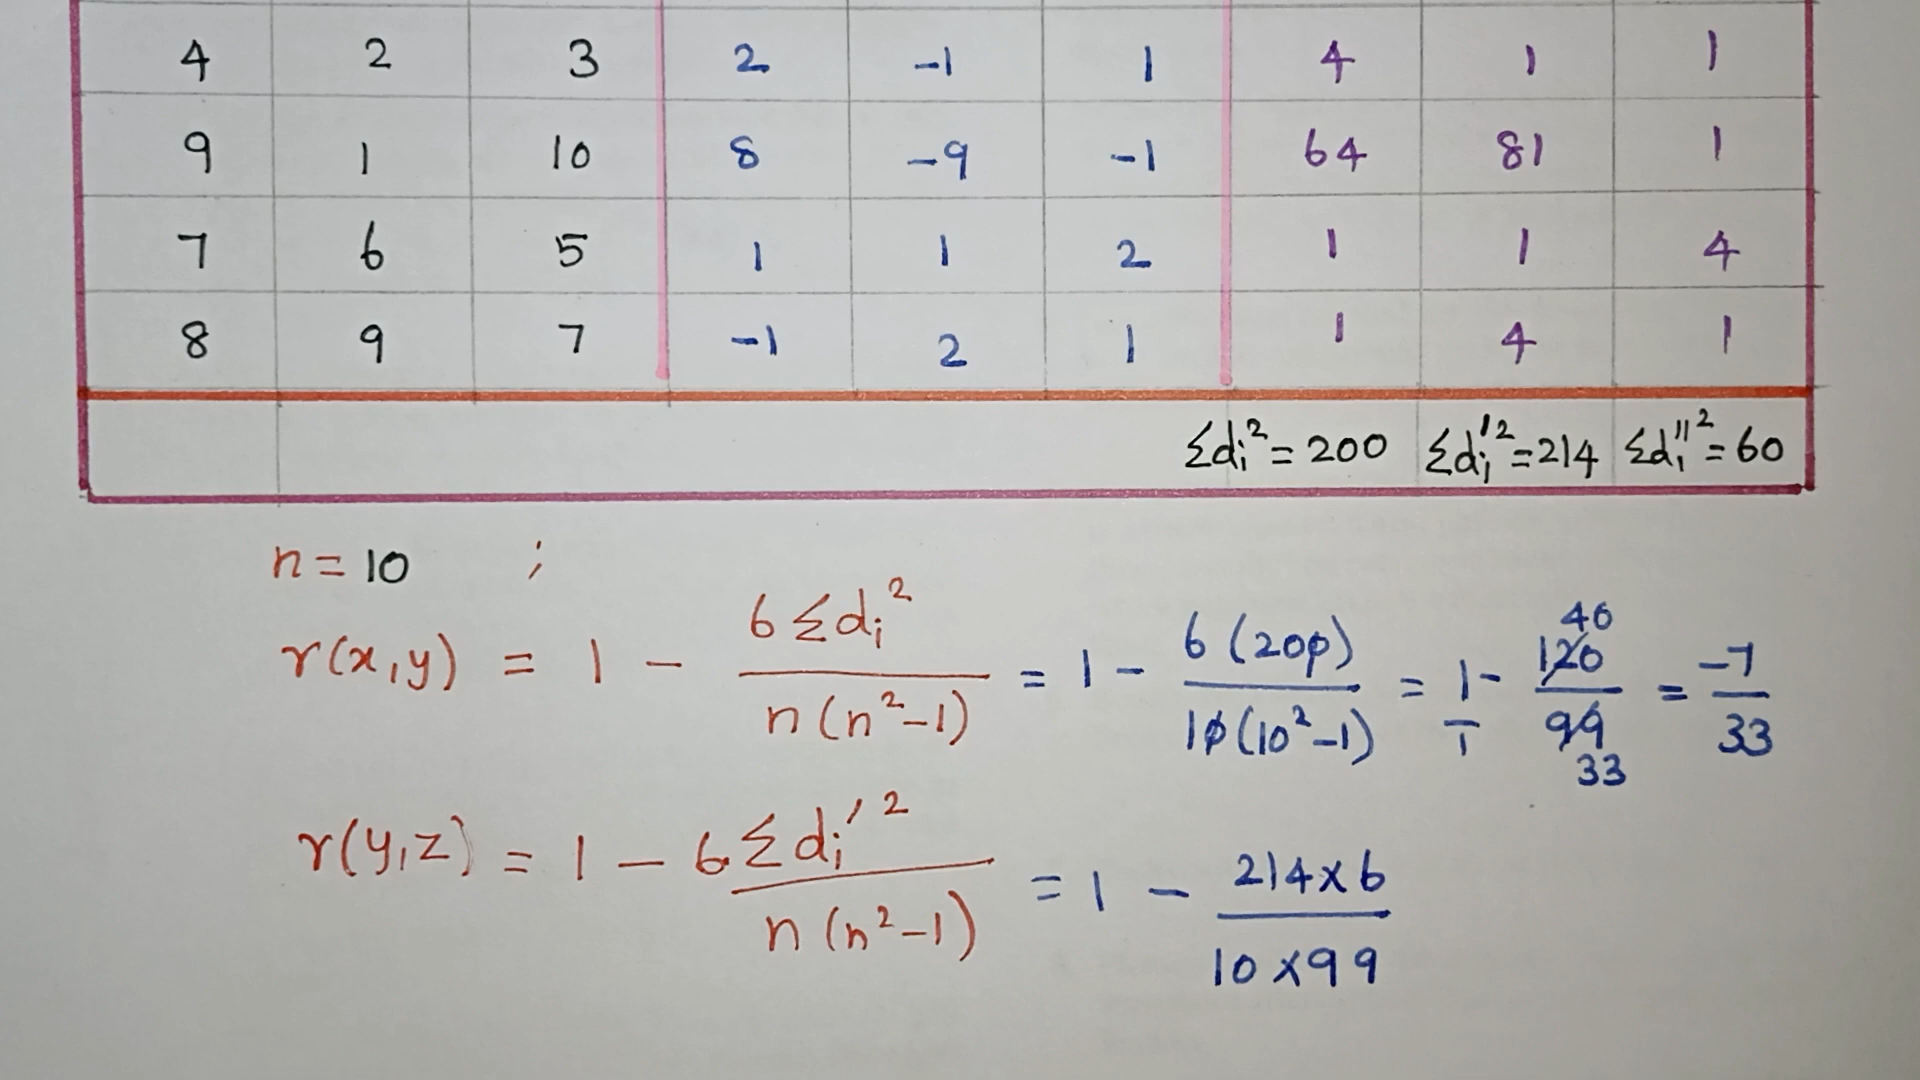 4 2 3 2 -1 1 4 1 1
9 1 10 8 -9 -1 64 81 1
7 6 5 1 1 2 1 1 4
8 9 7 -1 2 1 1 4 1
Σdᵢ² = 200 Σdᵢ'² = 214 Σdᵢ''² = 60
n = 10 ;
r(x,y) = 1 - 6Σdᵢ² / n(n²-1) = 1 - 6(200) / 10(10²-1) = 1/1 - 120 40 / 99 33 = -7/33
r(y,z) = 1 - 6Σdᵢ'² / n(n²-1) = 1 - 214×6 / 10×99